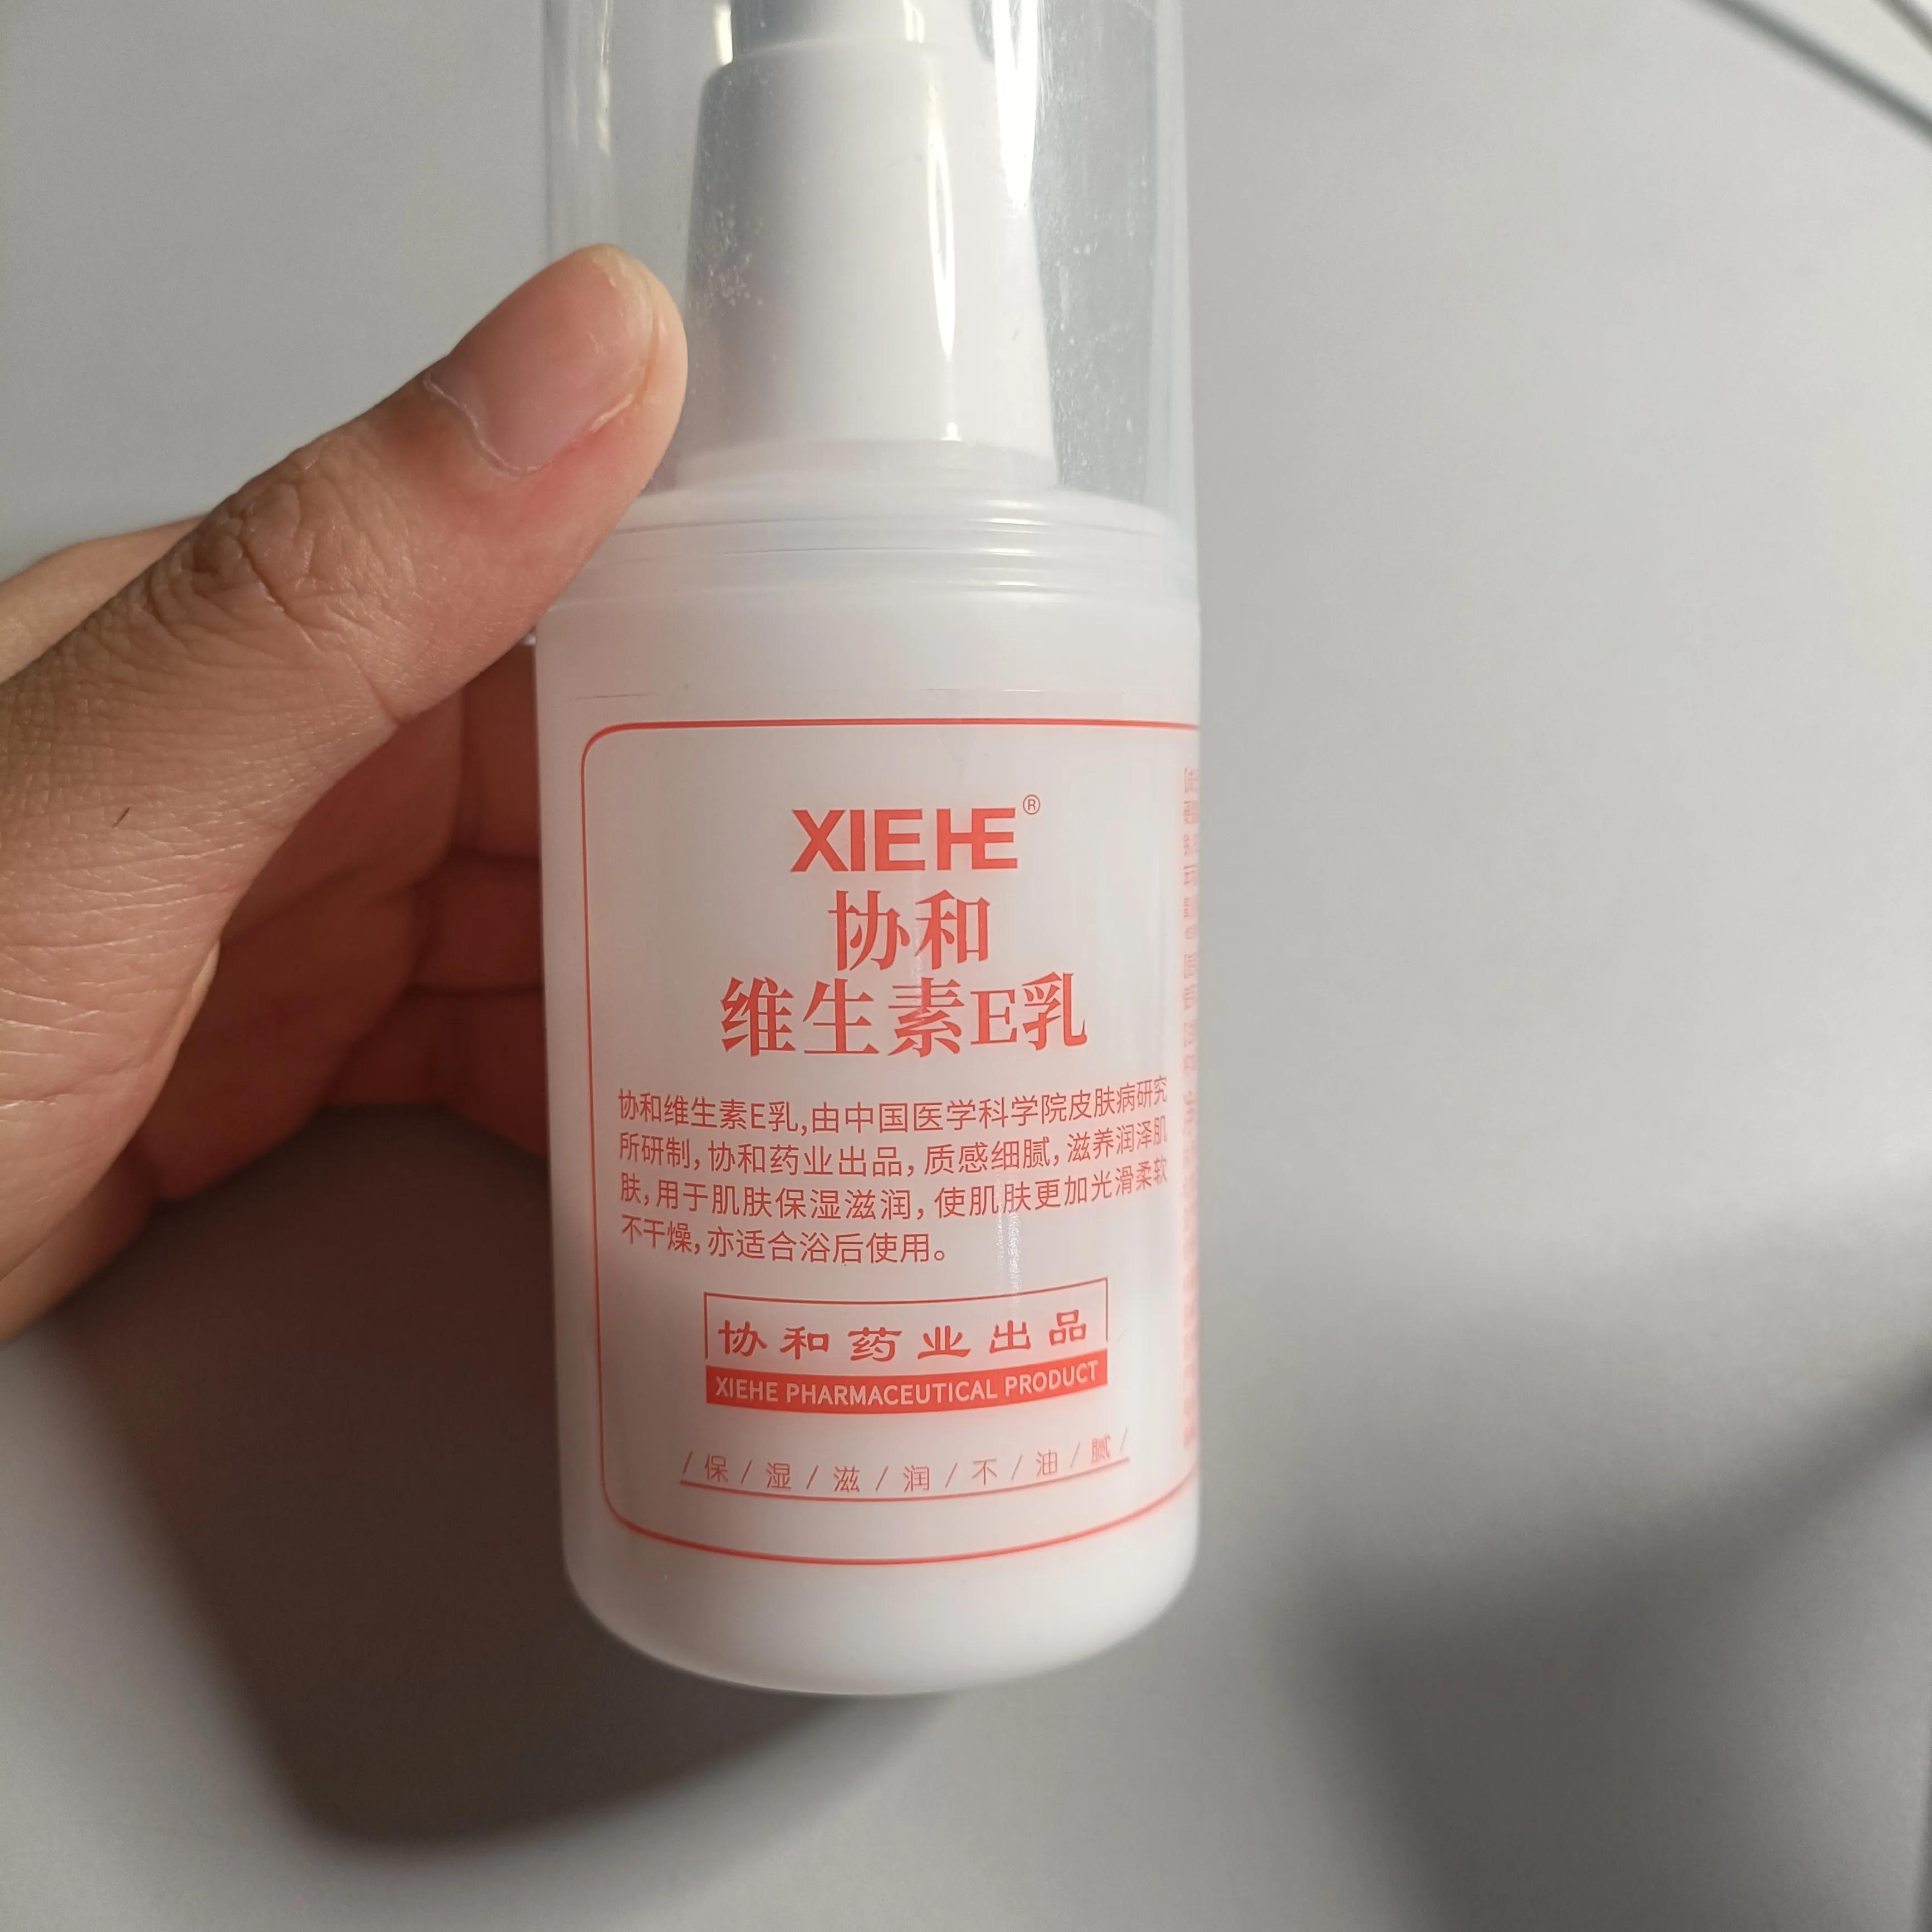 XIEHE®
协和
维生素E乳
协和维生素E乳,由中国医学科学院皮肤病研究
所研制,协和药业出品,质感细腻,滋养润泽肌
肤,用于肌肤保湿滋润,使肌肤更加光滑柔软
不干燥,亦适合浴后使用。
协和药业出品
XIEHE PHARMACEUTICAL PRODUCT
/保/湿/滋/润/不/油/腻/